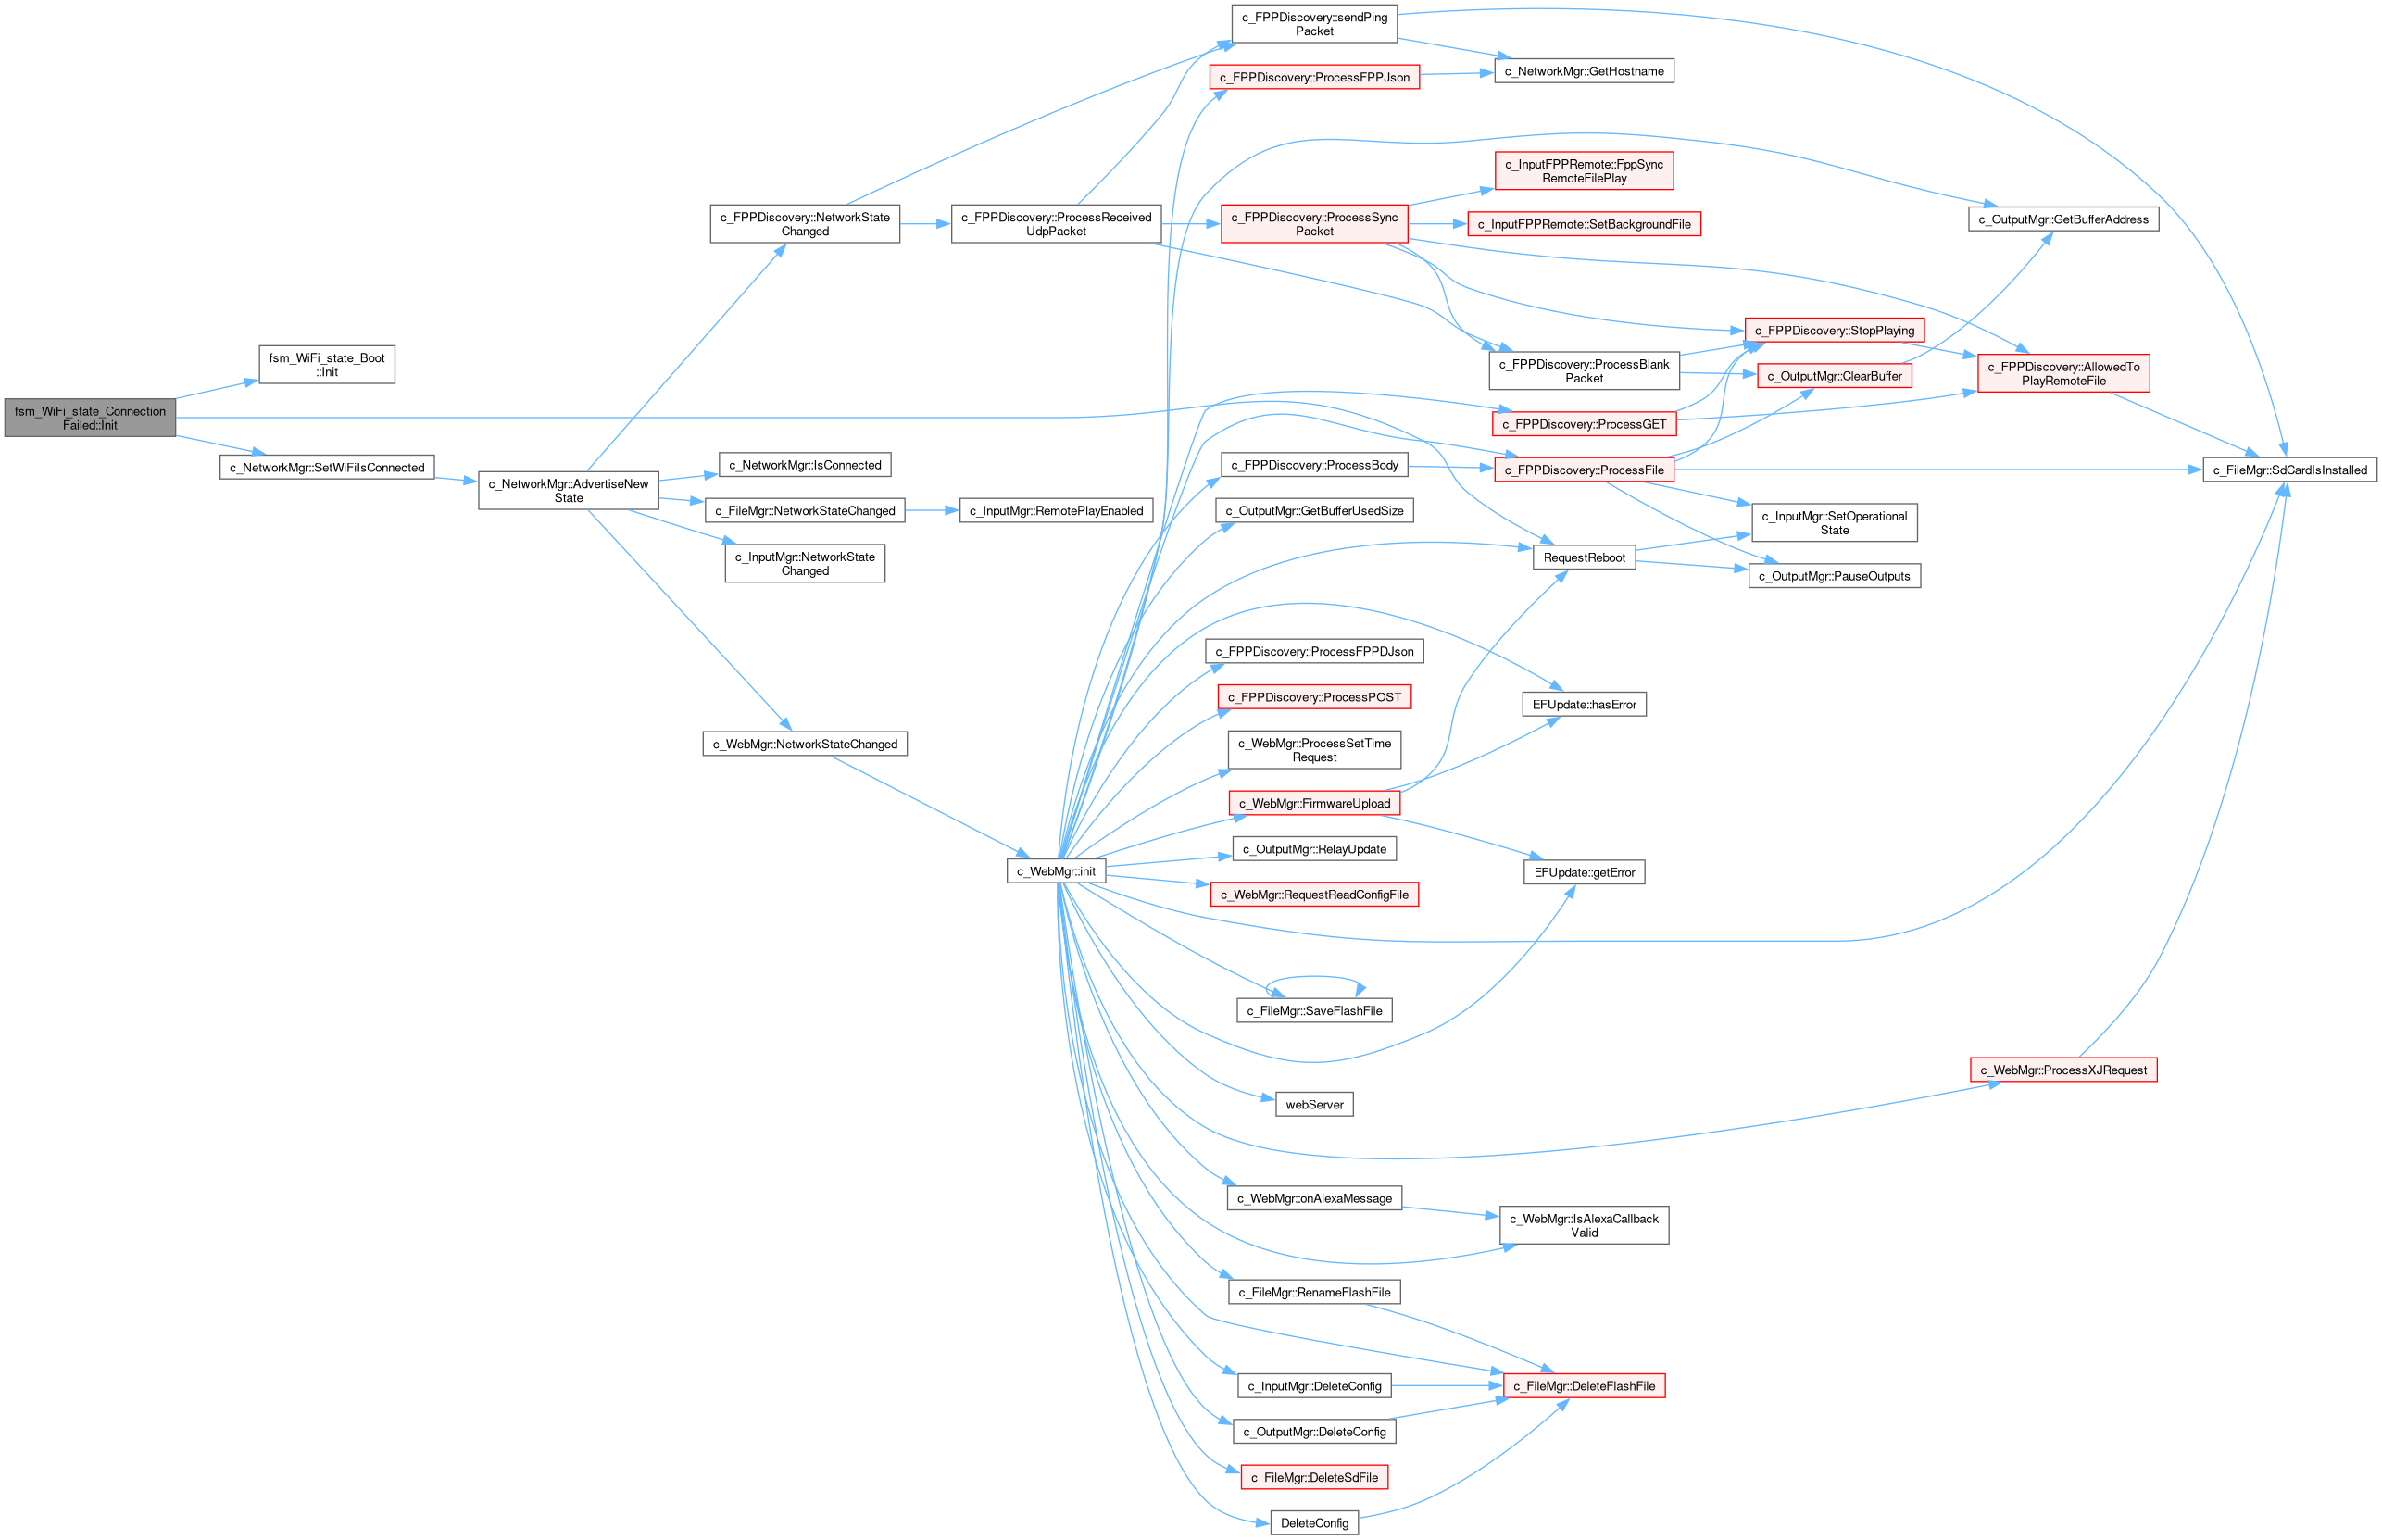 fsm_WiFi_state_Connection
Failed::Init
fsm_WiFi_state_Boot
::Init
c_NetworkMgr::SetWiFiIsConnected
c_NetworkMgr::AdvertiseNew
State
c_FPPDiscovery::NetworkState
Changed
c_NetworkMgr::IsConnected
c_FileMgr::NetworkStateChanged
c_InputMgr::NetworkState
Changed
c_WebMgr::NetworkStateChanged
c_FPPDiscovery::ProcessReceived
UdpPacket
c_InputMgr::RemotePlayEnabled
c_WebMgr::init
c_FPPDiscovery::sendPing
Packet
c_FPPDiscovery::ProcessFPPJson
c_FPPDiscovery::ProcessSync
Packet
c_FPPDiscovery::ProcessBody
c_OutputMgr::GetBufferUsedSize
c_FPPDiscovery::ProcessFPPDJson
c_FPPDiscovery::ProcessPOST
c_WebMgr::ProcessSetTime
Request
c_WebMgr::FirmwareUpload
c_OutputMgr::RelayUpdate
c_WebMgr::RequestReadConfigFile
c_FileMgr::SaveFlashFile
webServer
c_WebMgr::onAlexaMessage
c_FileMgr::RenameFlashFile
c_InputMgr::DeleteConfig
c_OutputMgr::DeleteConfig
c_FileMgr::DeleteSdFile
DeleteConfig
c_NetworkMgr::GetHostname
c_InputFPPRemote::FppSync
RemoteFilePlay
c_InputFPPRemote::SetBackgroundFile
c_FPPDiscovery::ProcessBlank
Packet
c_FPPDiscovery::ProcessGET
c_FPPDiscovery::ProcessFile
RequestReboot
EFUpdate::hasError
EFUpdate::getError
c_WebMgr::IsAlexaCallback
Valid
c_FileMgr::DeleteFlashFile
c_FPPDiscovery::StopPlaying
c_OutputMgr::ClearBuffer
c_InputMgr::SetOperational
State
c_OutputMgr::PauseOutputs
c_OutputMgr::GetBufferAddress
c_FPPDiscovery::AllowedTo
PlayRemoteFile
c_WebMgr::ProcessXJRequest
c_FileMgr::SdCardIsInstalled